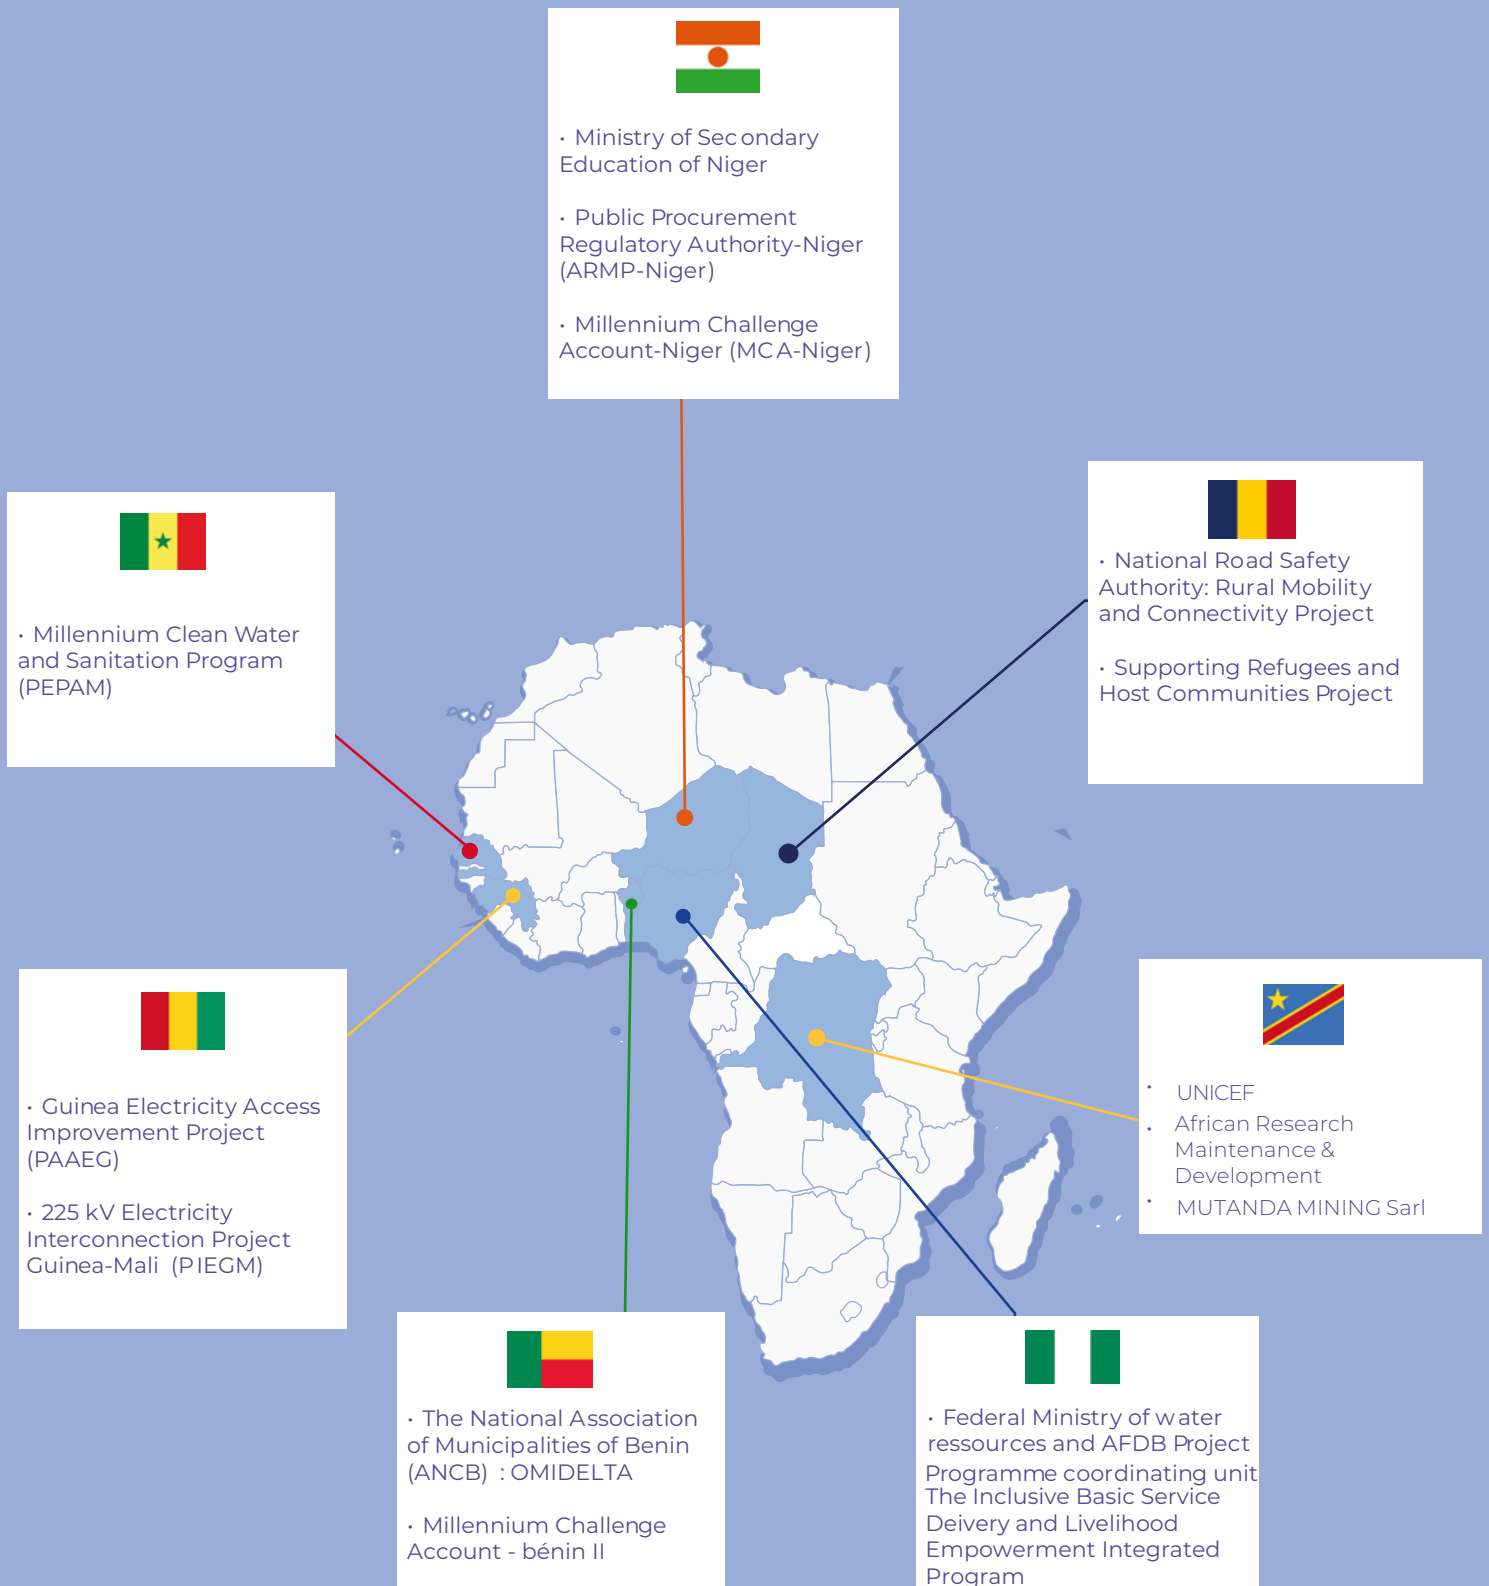 · Ministry of Secondary
Education of Niger
· Public Procurement
Regulatory Authority-Niger
(ARMP-Niger)
· Millennium Challenge
Account-Niger (MCA-Niger)
· National Road Safety
Authority: Rural Mobility
and Connectivity Project
· Supporting Refugees and
Host Communities Project
· Millennium Clean Water
and Sanitation Program
(PEPAM)
· Guinea Electricity Access
Improvement Project
(PAAEG)
· 225 kV Electricity
Interconnection Project
Guinea-Mali (PIEGM)
· UNICEF
· African Research
Maintenance &
Development
· MUTANDA MINING Sarl
· The National Association
of Municipalities of Benin
(ANCB) : OMIDELTA
· Millennium Challenge
Account - bénin II
· Federal Ministry of water
ressources and AFDB Project
Programme coordinating unit
The Inclusive Basic Service
Deivery and Livelihood
Empowerment Integrated
Program